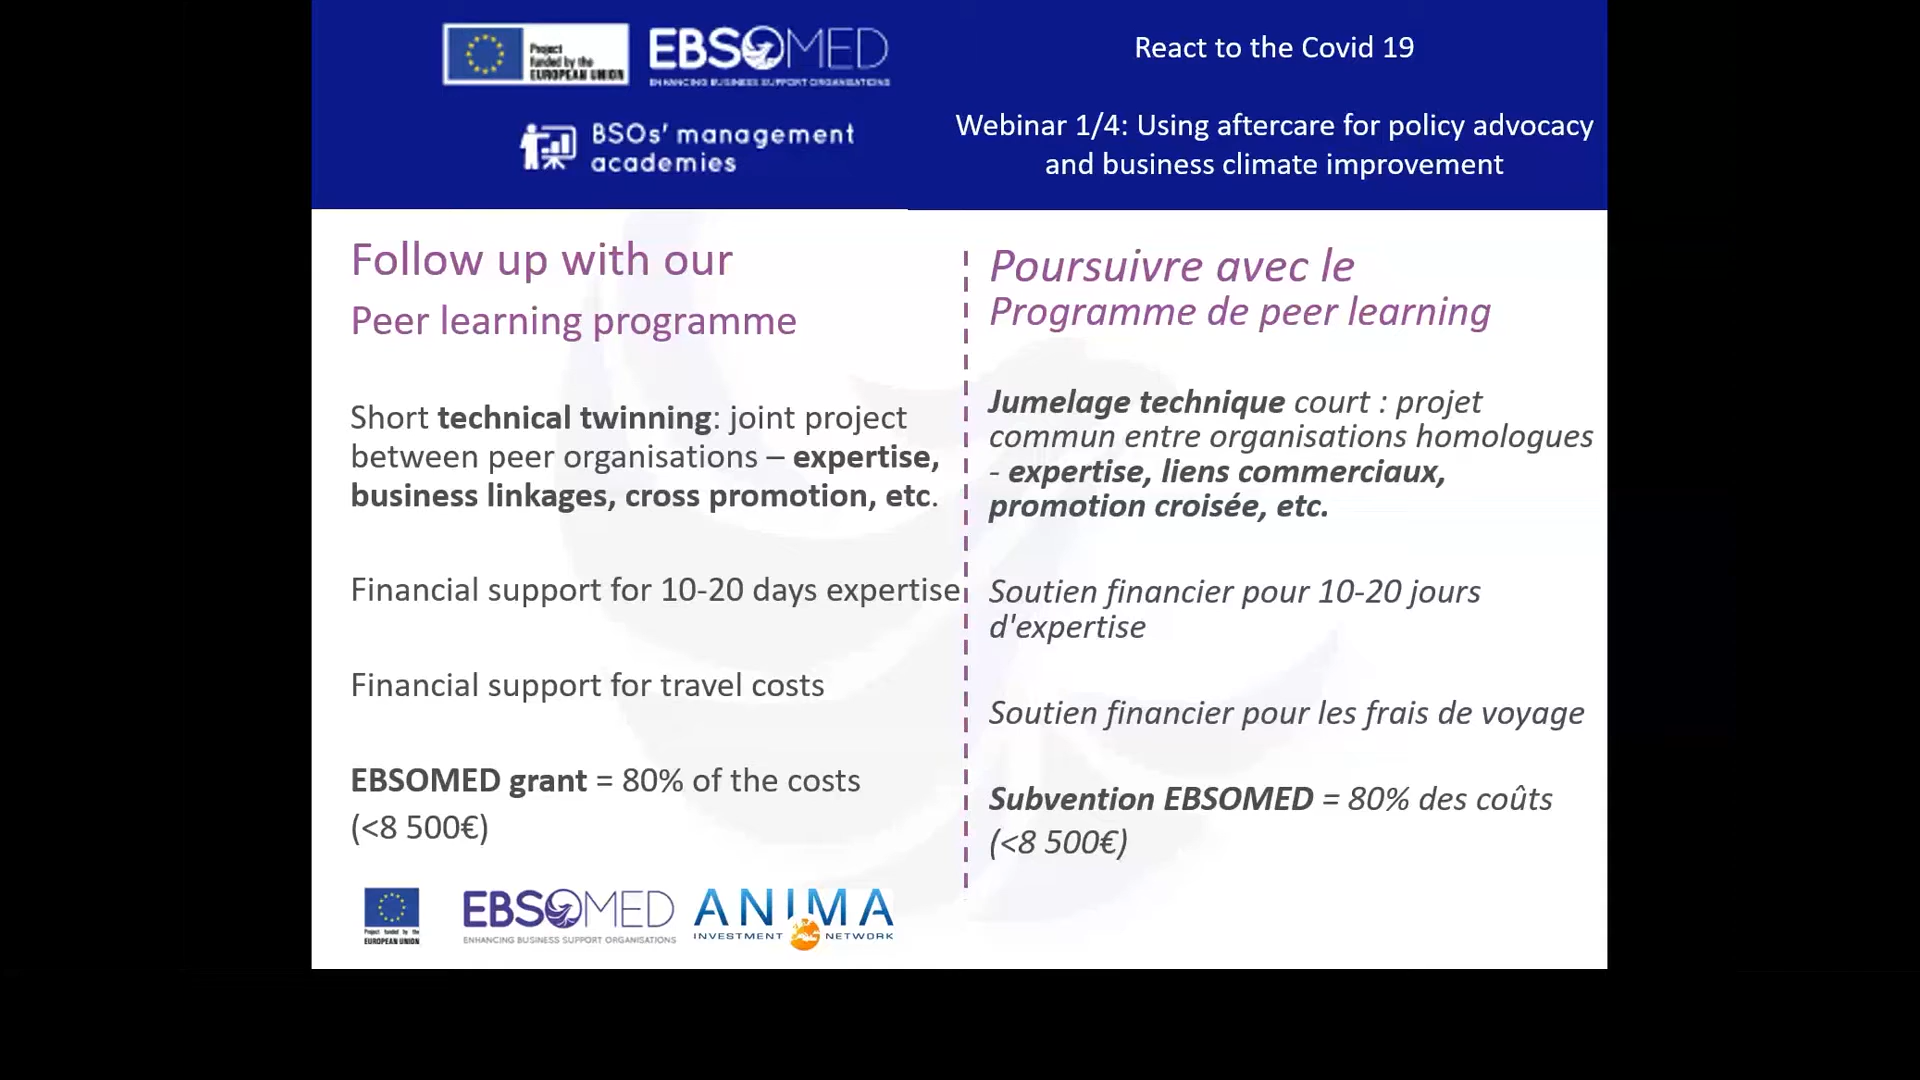 Project
funded by the
EUROPEAN UNION
EBSOMED
ENHANCING BUSINESS SUPPORT ORGANISATIONS
BSOs' management
academies
React to the Covid 19
Webinar 1/4: Using aftercare for policy advocacy
and business climate improvement
Follow up with our
Peer learning programme
Short technical twinning: joint project
between peer organisations – expertise,
business linkages, cross promotion, etc.
Financial support for 10-20 days expertise
Financial support for travel costs
EBSOMED grant = 80% of the costs
(<8 500€)
Poursuivre avec le
Programme de peer learning
Jumelage technique court : projet
commun entre organisations homologues
- expertise, liens commerciaux,
promotion croisée, etc.
Soutien financier pour 10-20 jours
d'expertise
Soutien financier pour les frais de voyage
Subvention EBSOMED = 80% des coûts
(<8 500€)
Project funded by the
EUROPEAN UNION
EBSOMED
ENHANCING BUSINESS SUPPORT ORGANISATIONS
ANIMA
INVESTMENT NETWORK